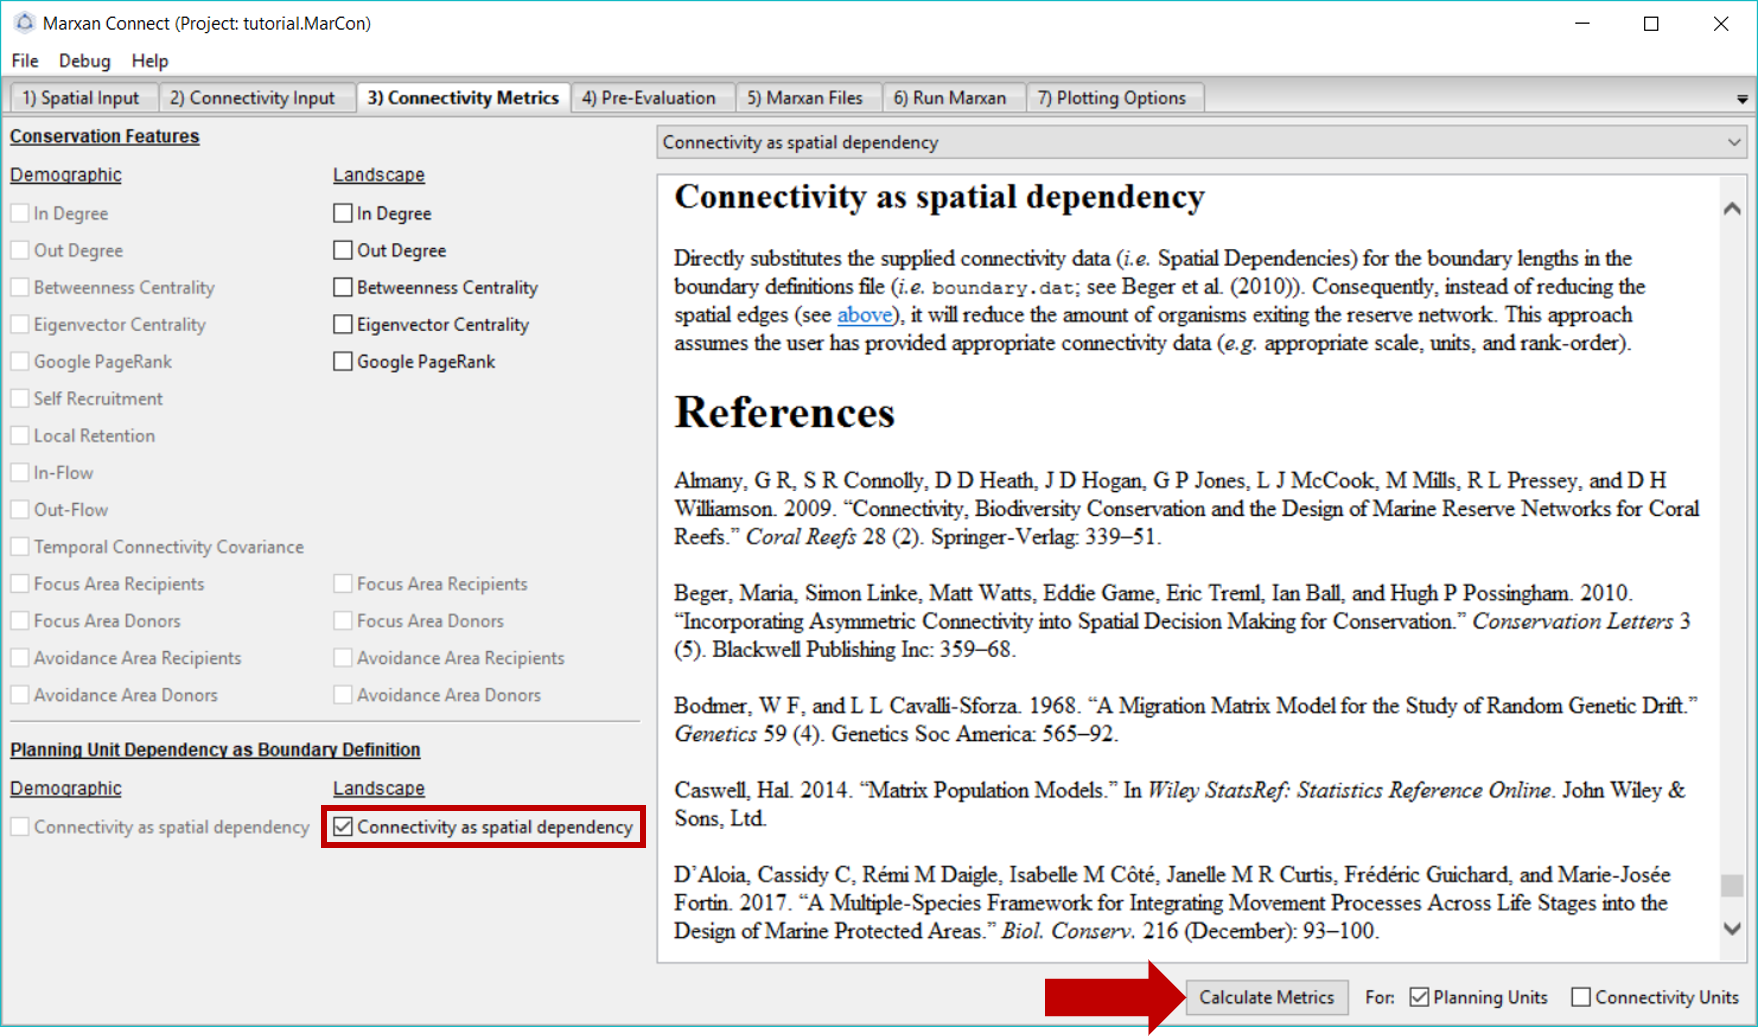 Marxan Connect (Project: tutorial.MarCon)
File Debug Help
1) Spatial Input 2) Connectivity Input 3) Connectivity Metrics 4) Pre-Evaluation 5) Marxan Files 6) Run Marxan 7) Plotting Options
Conservation Features
Demographic Landscape
In Degree In Degree
Out Degree Out Degree
Betweenness Centrality Betweenness Centrality
Eigenvector Centrality Eigenvector Centrality
Google PageRank Google PageRank
Self Recruitment
Local Retention
In-Flow
Out-Flow
Temporal Connectivity Covariance
Focus Area Recipients Focus Area Recipients
Focus Area Donors Focus Area Donors
Avoidance Area Recipients Avoidance Area Recipients
Avoidance Area Donors Avoidance Area Donors
Planning Unit Dependency as Boundary Definition
Demographic Landscape
Connectivity as spatial dependency Connectivity as spatial dependency
Connectivity as spatial dependency
Connectivity as spatial dependency
Directly substitutes the supplied connectivity data (i.e. Spatial Dependencies) for the boundary lengths in the
boundary definitions file (i.e. boundary.dat; see Beger et al. (2010)). Consequently, instead of reducing the
spatial edges (see above), it will reduce the amount of organisms exiting the reserve network. This approach
assumes the user has provided appropriate connectivity data (e.g. appropriate scale, units, and rank-order).
References
Almany, G R, S R Connolly, D D Heath, J D Hogan, G P Jones, L J McCook, M Mills, R L Pressey, and D H
Williamson. 2009. “Connectivity, Biodiversity Conservation and the Design of Marine Reserve Networks for Coral
Reefs.” Coral Reefs 28 (2). Springer-Verlag: 339–51.
Beger, Maria, Simon Linke, Matt Watts, Eddie Game, Eric Treml, Ian Ball, and Hugh P Possingham. 2010.
“Incorporating Asymmetric Connectivity into Spatial Decision Making for Conservation.” Conservation Letters 3
(5). Blackwell Publishing Inc: 359–68.
Bodmer, W F, and L L Cavalli-Sforza. 1968. “A Migration Matrix Model for the Study of Random Genetic Drift.”
Genetics 59 (4). Genetics Soc America: 565–92.
Caswell, Hal. 2014. “Matrix Population Models.” In Wiley StatsRef: Statistics Reference Online. John Wiley &
Sons, Ltd.
D’Aloia, Cassidy C, Rémi M Daigle, Isabelle M Côté, Janelle M R Curtis, Frédéric Guichard, and Marie-Josée
Fortin. 2017. “A Multiple-Species Framework for Integrating Movement Processes Across Life Stages into the
Design of Marine Protected Areas.” Biol. Conserv. 216 (December): 93–100.
Calculate Metrics For: Planning Units Connectivity Units